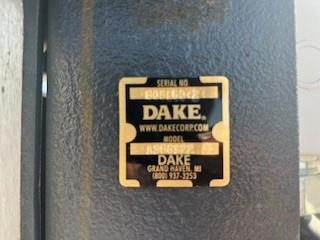 SERIAL NO.
DAKE®
WWW.DAKECORP.COM
MODEL
DAKE
GRAND HAVEN, MI
(800) 937-3253